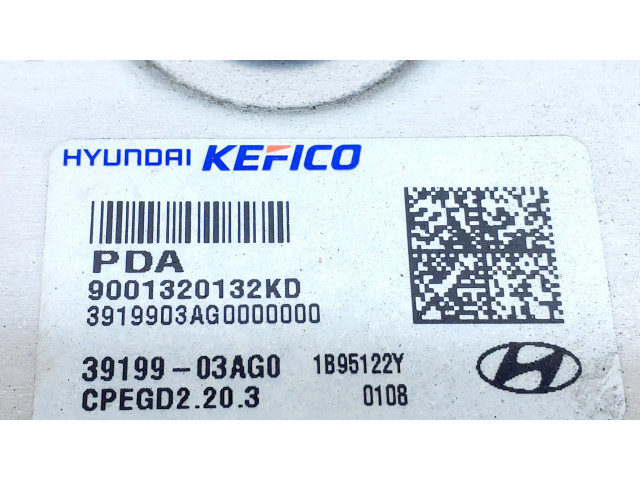 HYUNDAI KEFICO
PDA
9001320132KD
3919903AG0000000
39199-03AG0 1B95122Y
CPEGD2.20.3 0108